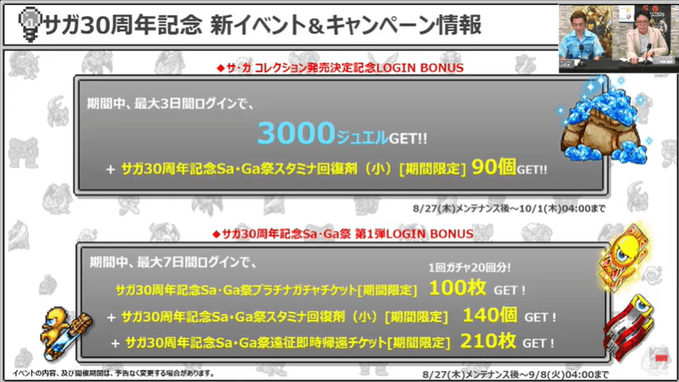 サガ30周年記念 新イベント&キャンペーン情報
◆サ・ガ コレクション発売決定記念LOGIN BONUS
期間中、最大3日間ログインで、
3000ジュエルGET!!
+ サガ30周年記念Sa・Ga祭スタミナ回復剤（小）[期間限定] 90個GET!!
8/27(木)メンテナンス後～10/1(木)04:00まで
◆サガ30周年記念Sa・Ga祭 第1弾LOGIN BONUS
期間中、最大7日間ログインで、
1回ガチャ20回分!
サガ30周年記念Sa・Ga祭プラチナガチャチケット[期間限定] 100枚 GET！
+ サガ30周年記念Sa・Ga祭スタミナ回復剤（小）[期間限定] 140個 GET！
+ サガ30周年記念Sa・Ga祭遠征即時帰還チケット[期間限定] 210枚 GET！
イベントの内容、及び開催期間は、予告なく変更する場合があります。
8/27(木)メンテナンス後～9/8(火)04:00まで